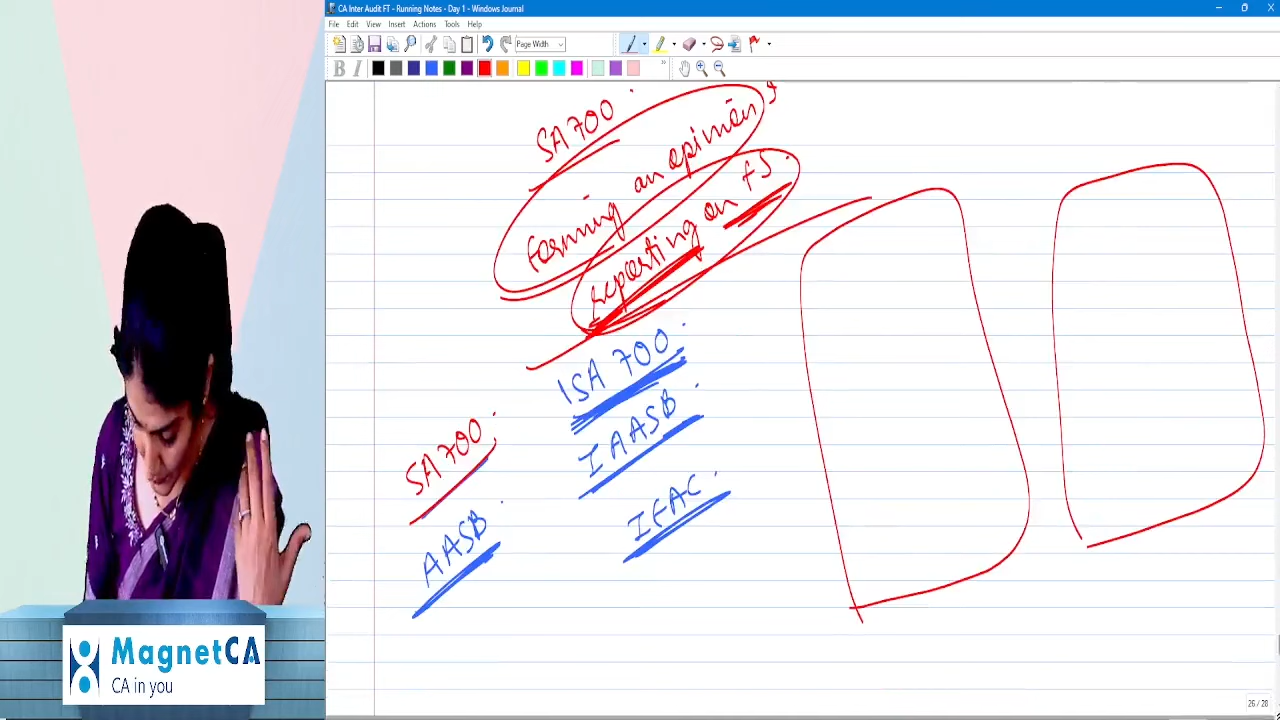 CA Inter Audit FT - Running Notes - Day 1 - Windows Journal
File Edit View Insert Actions Tools Help
Page Width
B I
SA 700
Forming an opinion &
reporting on FS
ISA 700
IAASB
IFAC
SA 700
AASB
MagnetCA
CA in you
26 / 28